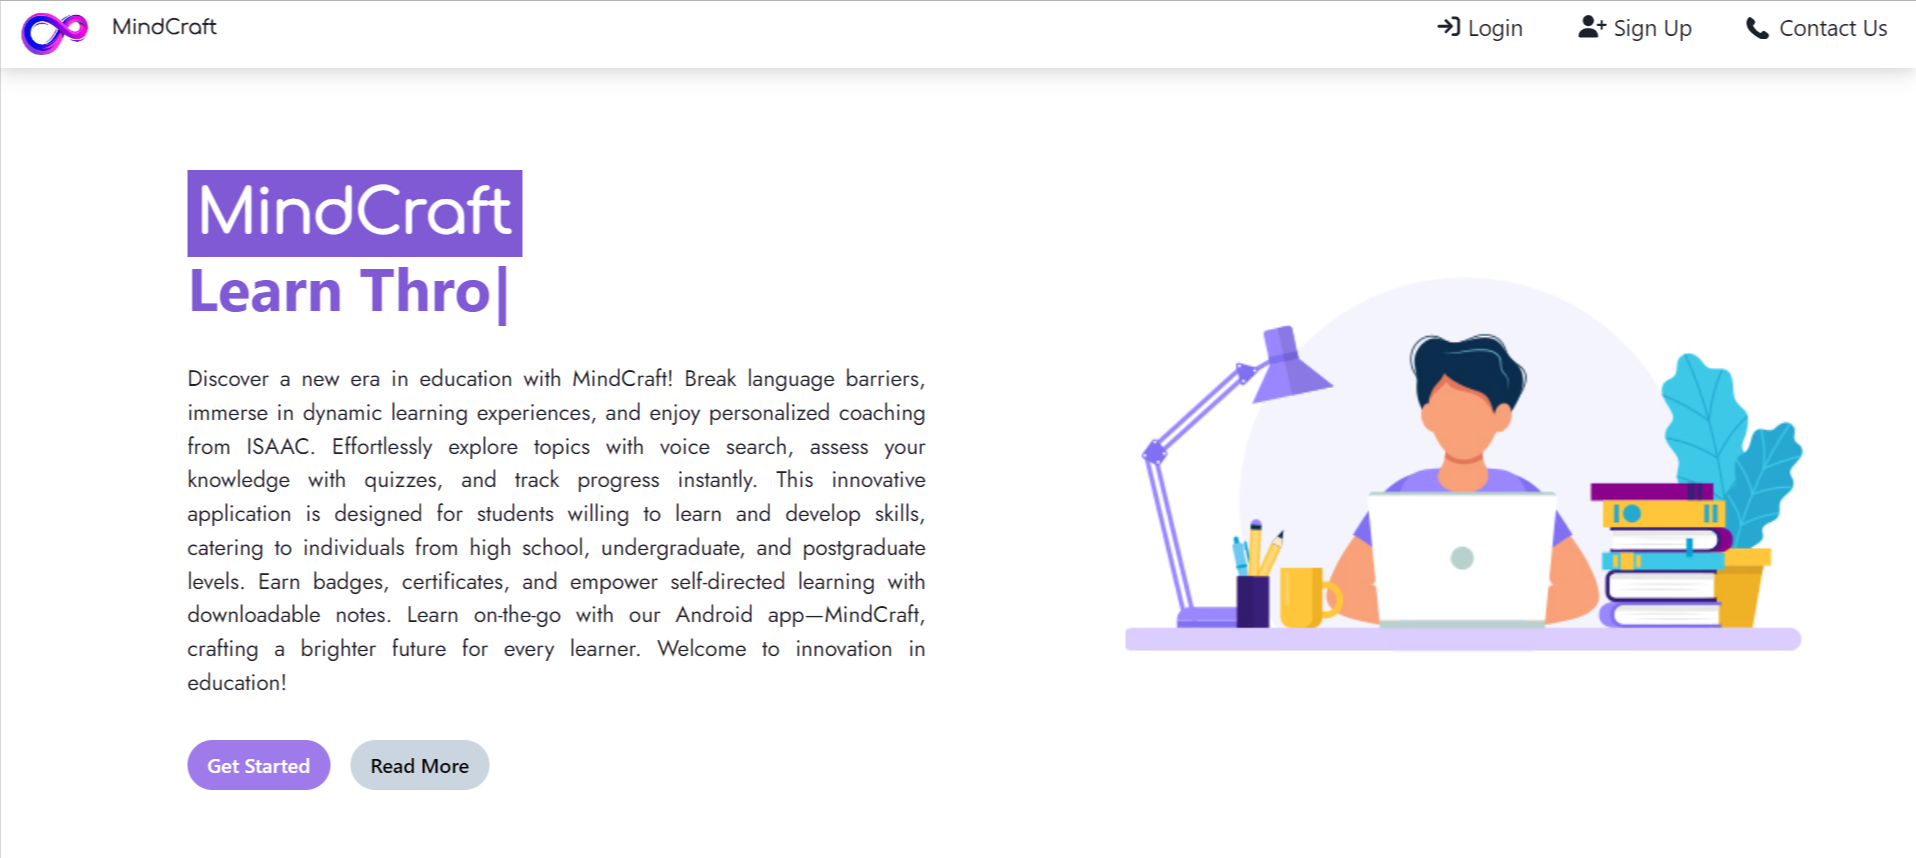 MindCraft
Login
Sign Up
Contact Us
MindCraft
Learn Thro|
Discover a new era in education with MindCraft! Break language barriers,
immerse in dynamic learning experiences, and enjoy personalized coaching
from ISAAC. Effortlessly explore topics with voice search, assess your
knowledge with quizzes, and track progress instantly. This innovative
application is designed for students willing to learn and develop skills,
catering to individuals from high school, undergraduate, and postgraduate
levels. Earn badges, certificates, and empower self-directed learning with
downloadable notes. Learn on-the-go with our Android app—MindCraft,
crafting a brighter future for every learner. Welcome to innovation in
education!
Get Started
Read More